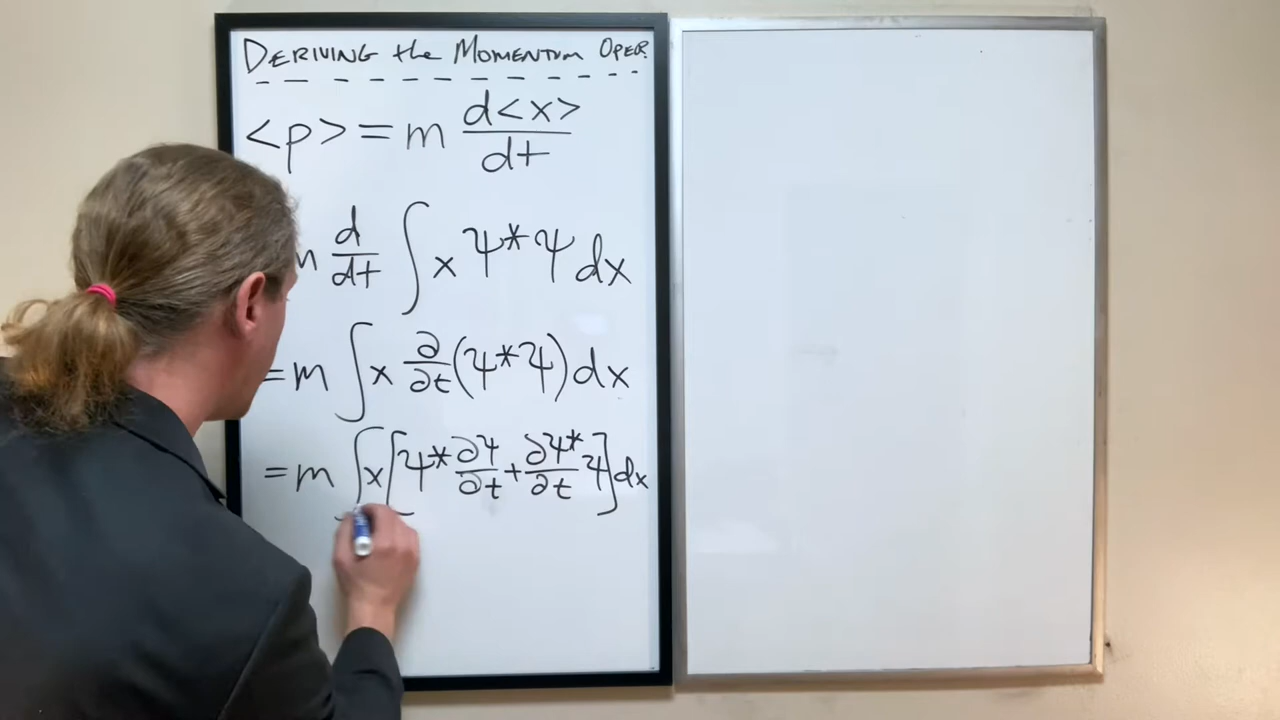 DERIVING the MOMENTUM OPER.
<p> = m d<x>/dt
m d/dt ∫ x Ψ*Ψ dx
= m ∫ x ∂/∂t (Ψ*Ψ) dx
= m ∫ x [Ψ* ∂Ψ/∂t + ∂Ψ*/∂t Ψ] dx